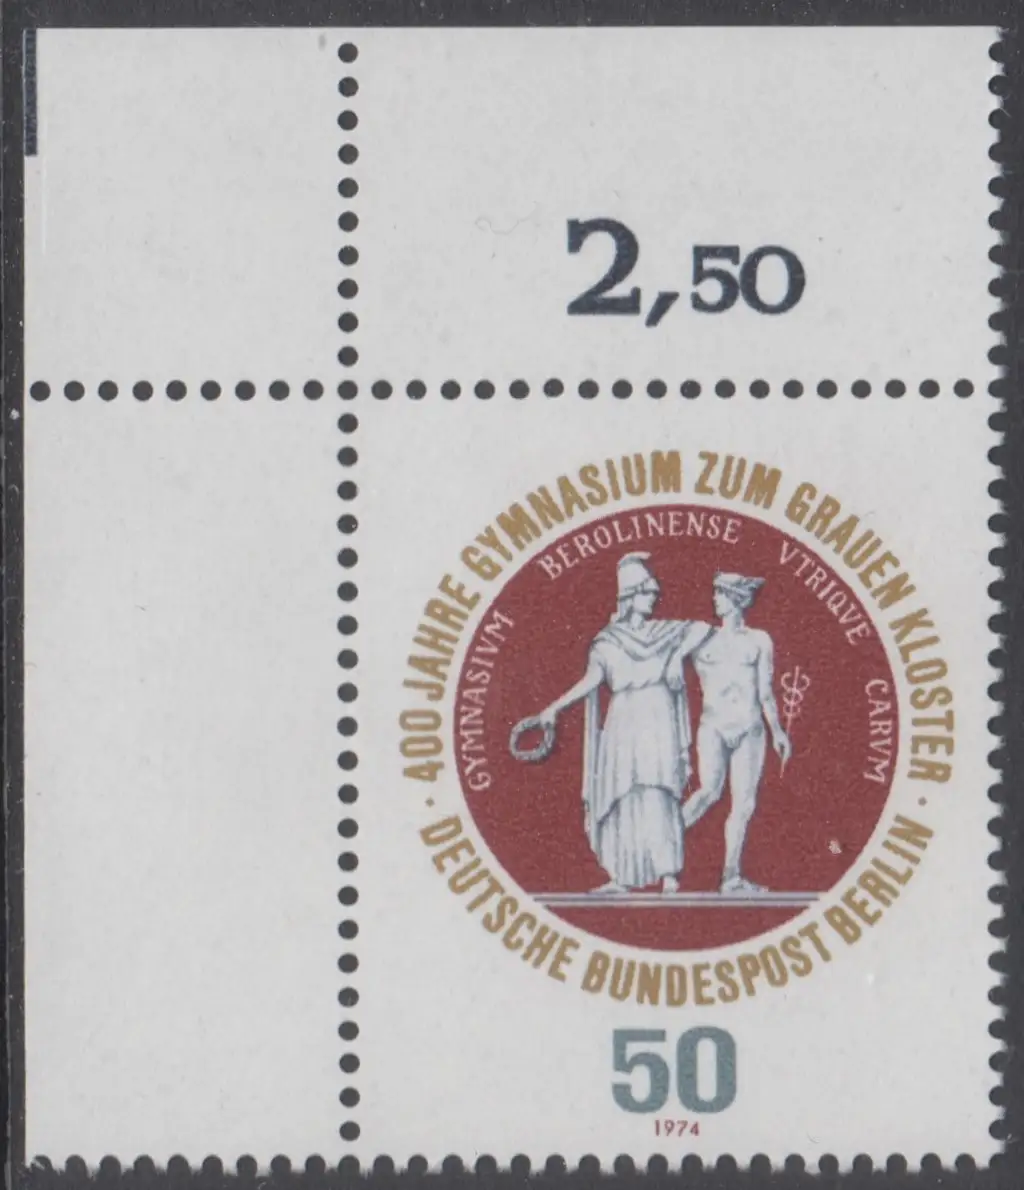 2,50
· 400 JAHRE GYMNASIUM ZUM GRAUEN KLOSTER ·
GYMNASIVM BEROLINENSE VTRIQVE CARVM
DEUTSCHE BUNDESPOST BERLIN
50
1974